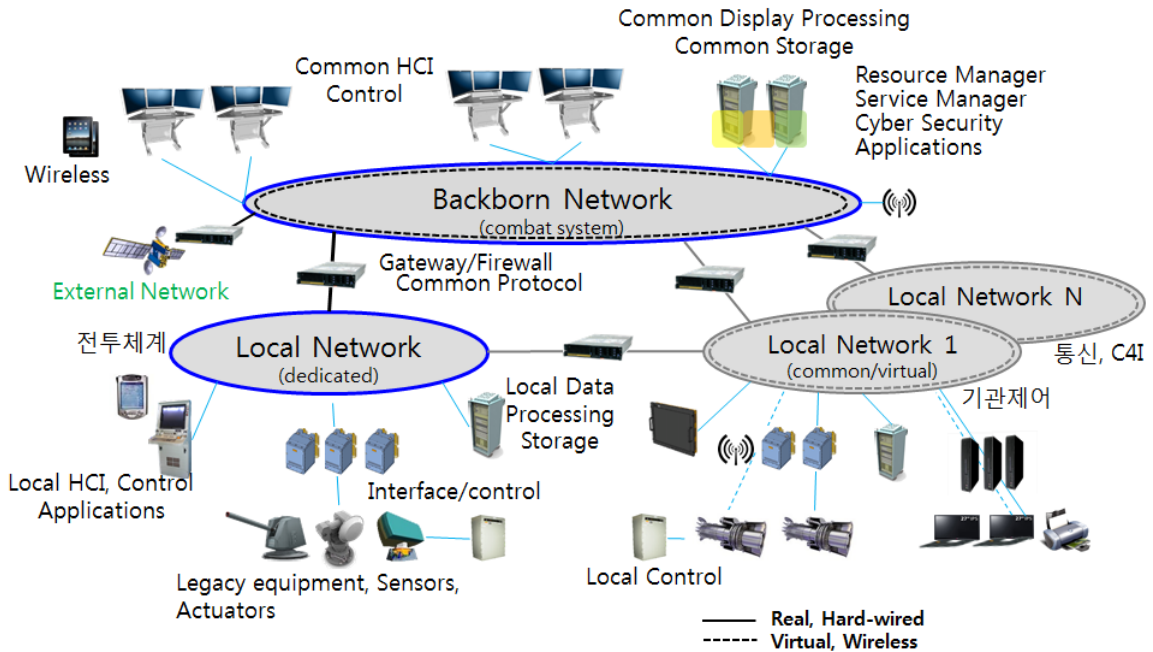 Common Display Processing
Common Storage
Common HCI
Control
Resource Manager
Service Manager
Cyber Security
Applications
Wireless
Backborn Network
(combat system)
Gateway/Firewall
Common Protocol
External Network
Local Network N
전투체계
Local Network
(dedicated)
Local Network 1
(common/virtual)
통신, C4I
Local Data
Processing
Storage
기관제어
Local HCI, Control
Applications
Interface/control
Legacy equipment, Sensors,
Actuators
Local Control
Real, Hard-wired
Virtual, Wireless